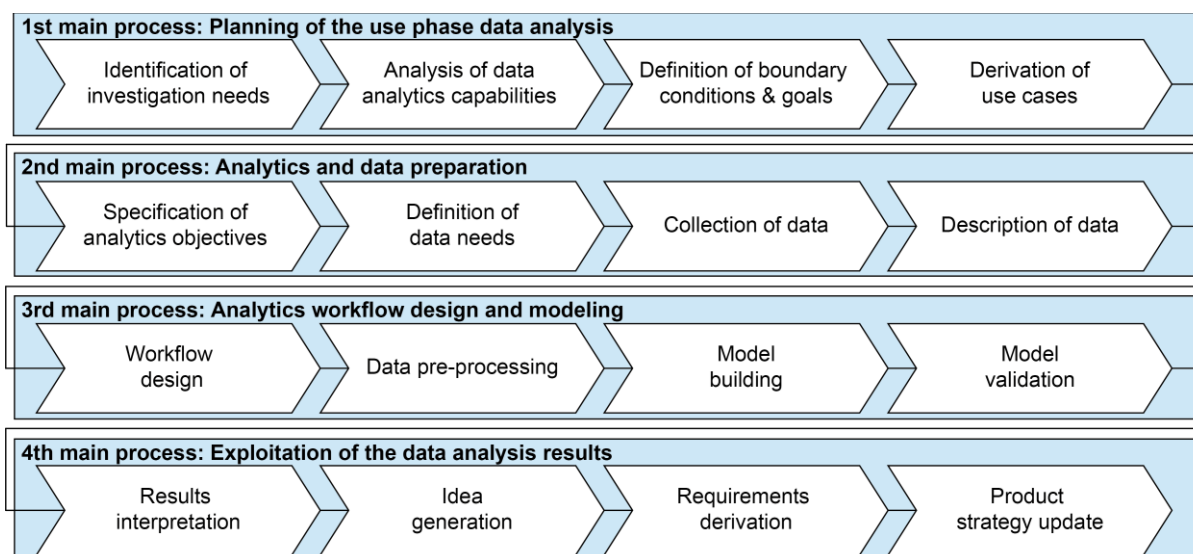 1st main process: Planning of the use phase data analysis
Identification of
investigation needs
Analysis of data
analytics capabilities
Definition of boundary
conditions & goals
Derivation of
use cases
2nd main process: Analytics and data preparation
Specification of
analytics objectives
Definition of
data needs
Collection of data
Description of data
3rd main process: Analytics workflow design and modeling
Workflow
design
Data pre-processing
Model
building
Model
validation
4th main process: Exploitation of the data analysis results
Results
interpretation
Idea
generation
Requirements
derivation
Product
strategy update